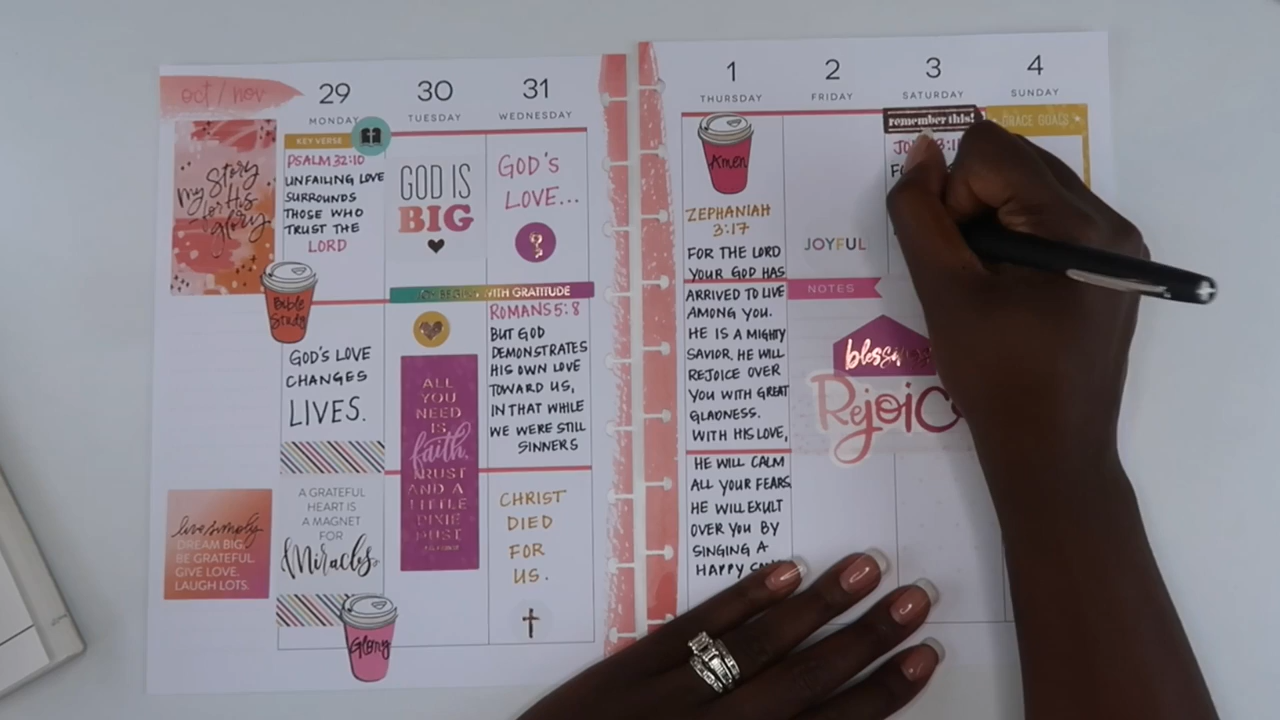 oct/nov
29
MONDAY
30
TUESDAY
31
WEDNESDAY
1
THURSDAY
2
FRIDAY
3
SATURDAY
4
SUNDAY
My Story
for His
glory
live simply
DREAM BIG.
BE GRATEFUL.
GIVE LOVE.
LAUGH LOTS.
KEY VERSE
PSALM 32:10
UNFAILING LOVE
SURROUNDS
THOSE WHO
TRUST THE
LORD
Bible
Study
GOD'S LOVE
CHANGES
LIVES.
A GRATEFUL
HEART IS
A MAGNET
FOR
Miracles.
Glory
GOD IS
BIG
JOY BEGINS WITH GRATITUDE
ALL
YOU
NEED
IS
faith,
TRUST
AND A
LITTLE
PIXIE
DUST
GOD'S
LOVE...
ROMANS 5:8
BUT GOD
DEMONSTRATES
HIS OWN LOVE
TOWARD US,
IN THAT WHILE
WE WERE STILL
SINNERS
CHRIST
DIED
FOR
US.
Amen
ZEPHANIAH
3:17
FOR THE LORD
YOUR GOD HAS
ARRIVED TO LIVE
AMONG YOU.
HE IS A MIGHTY
SAVIOR. HE WILL
REJOICE OVER
YOU WITH GREAT
GLADNESS.
WITH HIS LOVE,
HE WILL CALM
ALL YOUR FEARS
HE WILL EXULT
OVER YOU BY
SINGING A
HAPPY
JOYFUL
NOTES
blessings
Rejoice
remember this!
GRACE GOALS